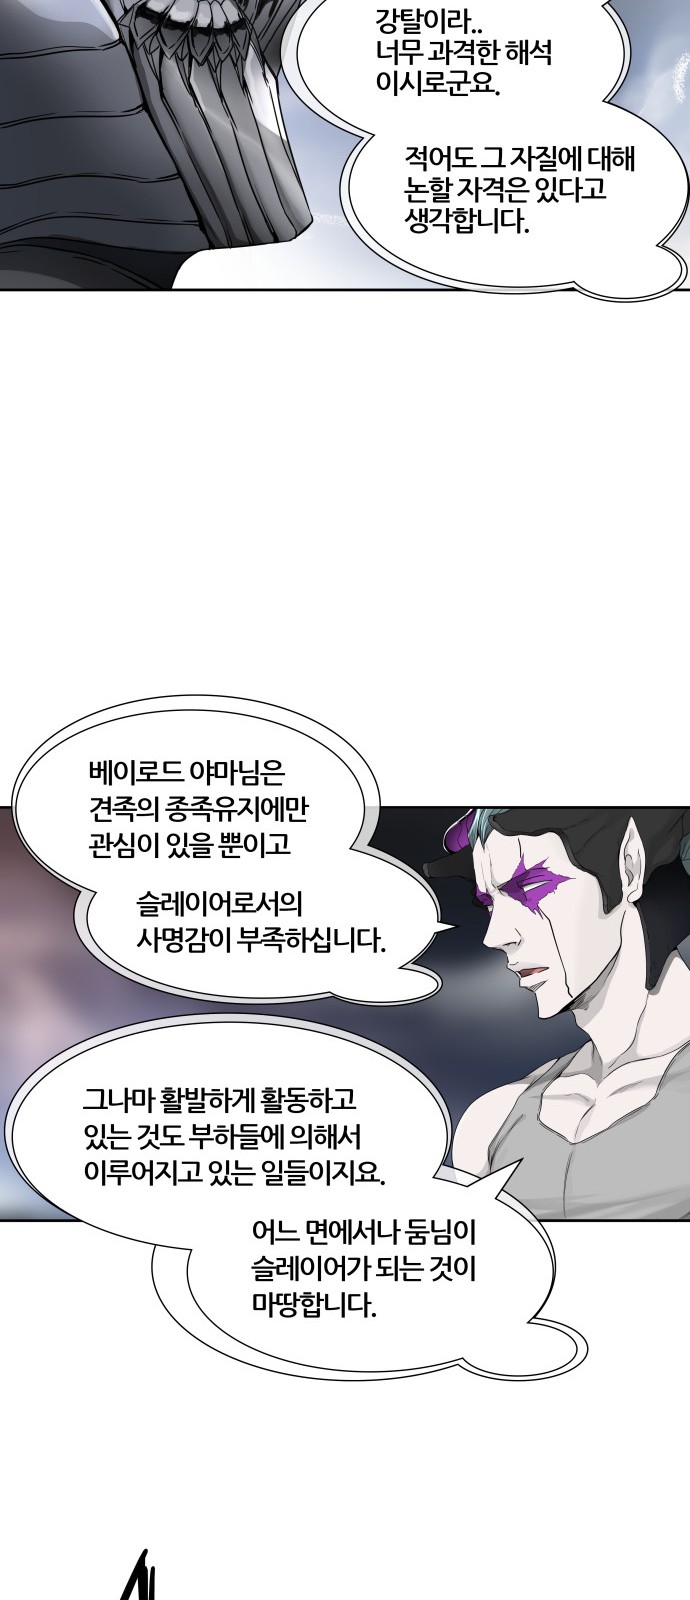 강탈이라..
너무 과격한 해석
이시로군요.
적어도 그 자질에 대해
논할 자격은 있다고
생각합니다.
베이로드 야마님은
견족의 종족유지에만
관심이 있을 뿐이고
슬레이어로서의
사명감이 부족하십니다.
그나마 활발하게 활동하고
있는 것도 부하들에 의해서
이루어지고 있는 일들이지요.
어느 면에서나 둠님이
슬레이어가 되는 것이
마땅합니다.